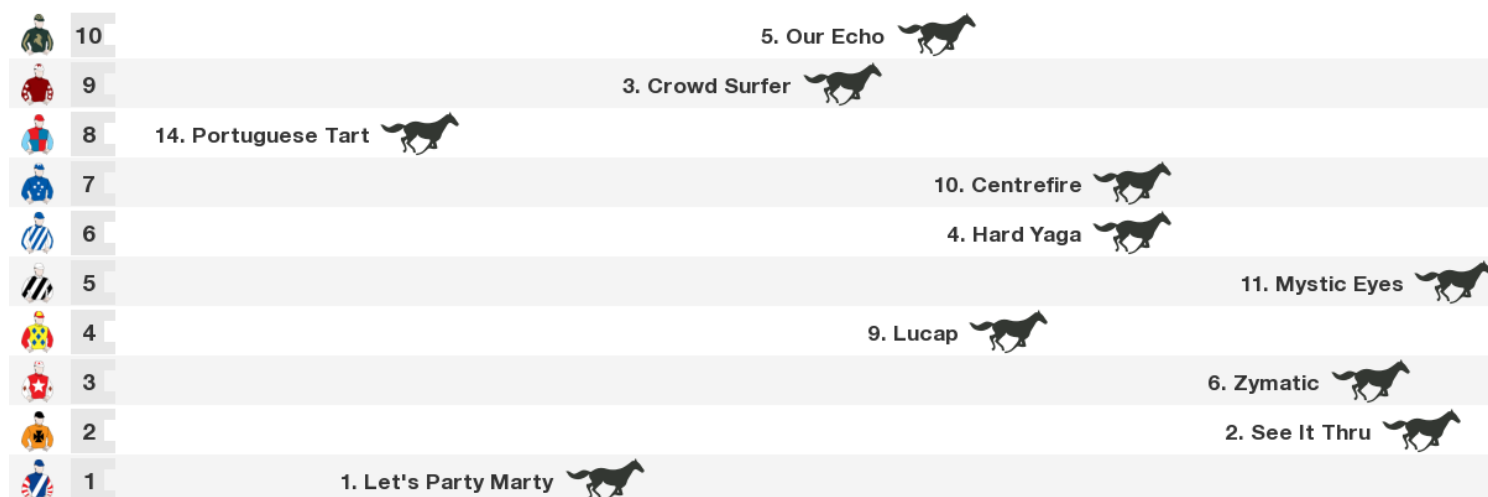 10 5. Our Echo
9 3. Crowd Surfer
8 14. Portuguese Tart
7 10. Centrefire
6 4. Hard Yaga
5 11. Mystic Eyes
4 9. Lucap
3 6. Zymatic
2 2. See It Thru
1 1. Let's Party Marty